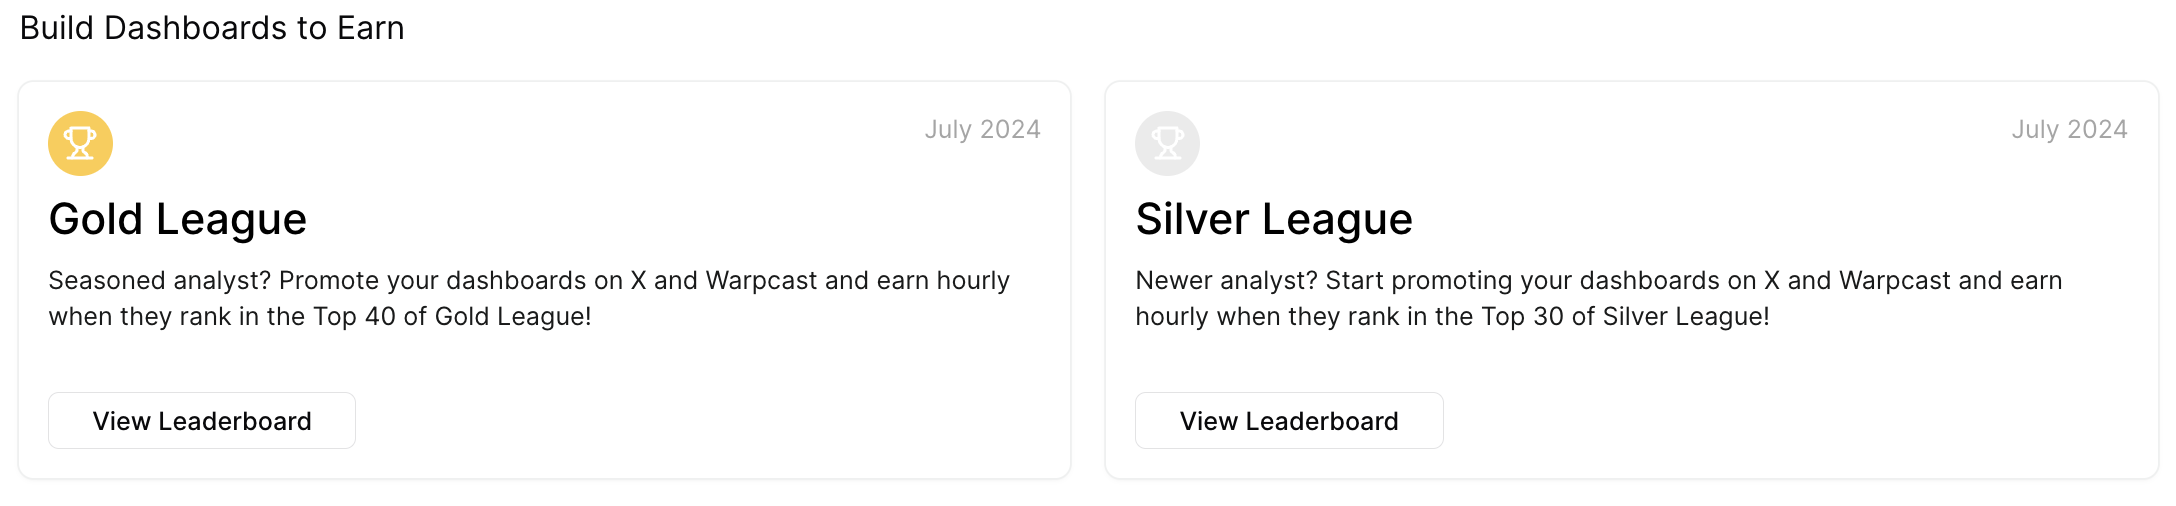 Build Dashboards to Earn
July 2024
Gold League
Seasoned analyst? Promote your dashboards on X and Warpcast and earn hourly
when they rank in the Top 40 of Gold League!
View Leaderboard
July 2024
Silver League
Newer analyst? Start promoting your dashboards on X and Warpcast and earn
hourly when they rank in the Top 30 of Silver League!
View Leaderboard